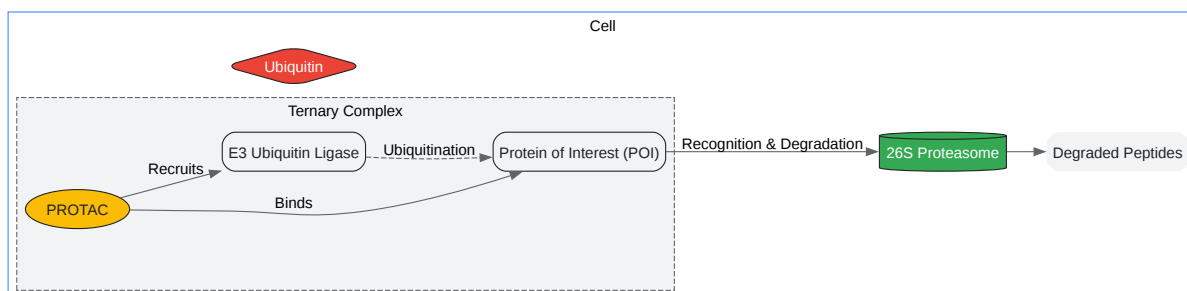 Cell
Ubiquitin
Ternary Complex
E3 Ubiquitin Ligase
Ubiquitination
Protein of Interest (POI)
Recognition & Degradation
26S Proteasome
Degraded Peptides
Recruits
PROTAC
Binds